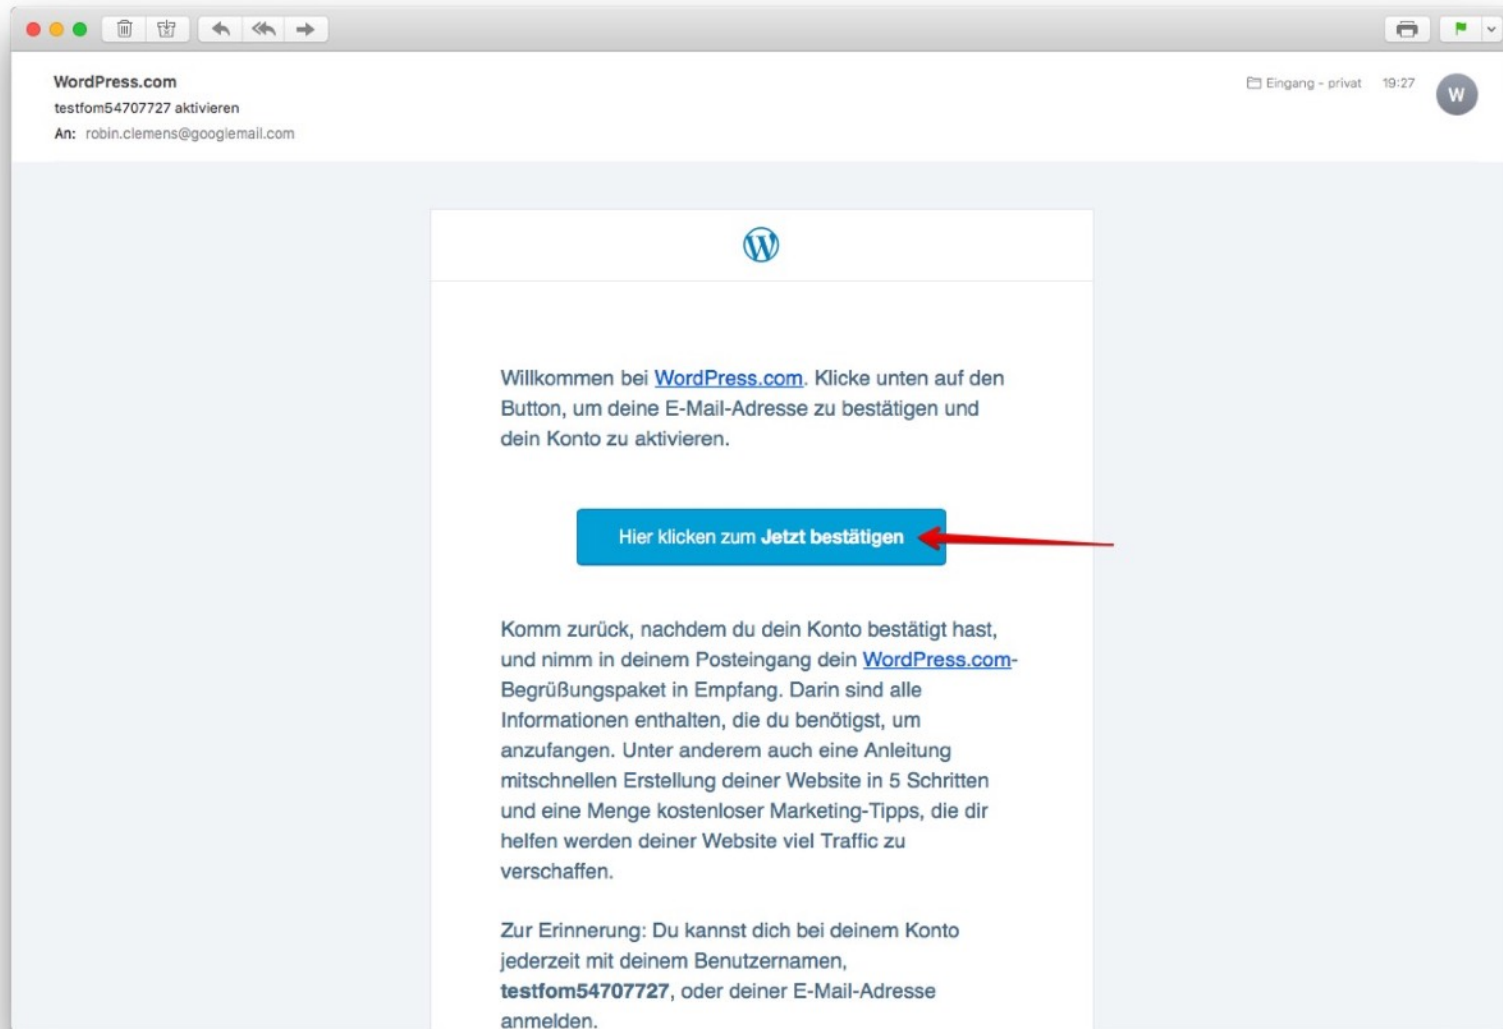 WordPress.com
testfom54707727 aktivieren
An: robin.clemens@googlemail.com
Eingang - privat 19:27
W
Willkommen bei WordPress.com. Klicke unten auf den
Button, um deine E-Mail-Adresse zu bestätigen und
dein Konto zu aktivieren.
Hier klicken zum Jetzt bestätigen
Komm zurück, nachdem du dein Konto bestätigt hast,
und nimm in deinem Posteingang dein WordPress.com-
Begrüßungspaket in Empfang. Darin sind alle
Informationen enthalten, die du benötigst, um
anzufangen. Unter anderem auch eine Anleitung
mitschnellen Erstellung deiner Website in 5 Schritten
und eine Menge kostenloser Marketing-Tipps, die dir
helfen werden deiner Website viel Traffic zu
verschaffen.
Zur Erinnerung: Du kannst dich bei deinem Konto
jederzeit mit deinem Benutzernamen,
testfom54707727, oder deiner E-Mail-Adresse
anmelden.